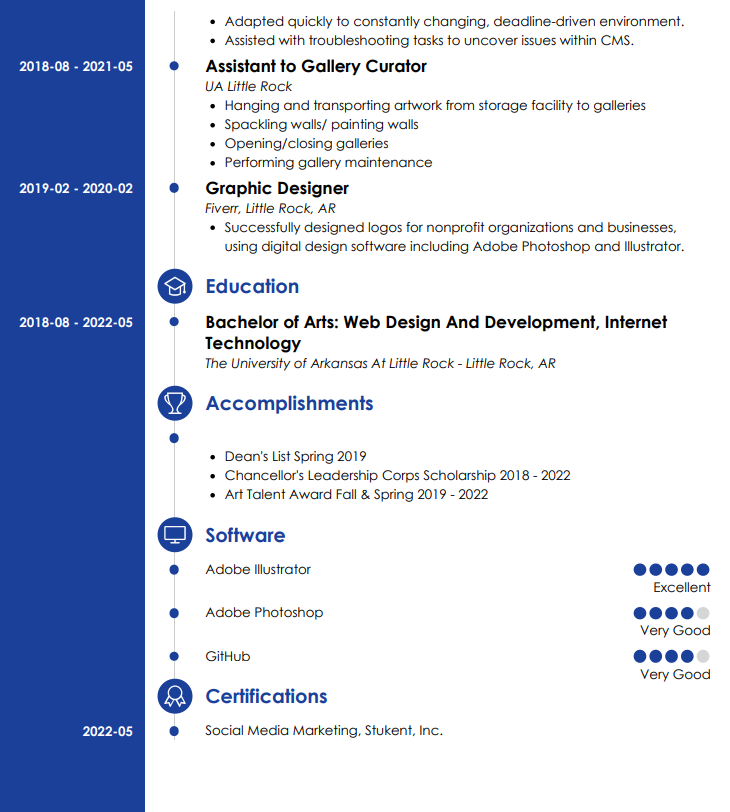 Adapted quickly to constantly changing, deadline-driven environment.
Assisted with troubleshooting tasks to uncover issues within CMS.
2018-08 - 2021-05
Assistant to Gallery Curator
UA Little Rock
Hanging and transporting artwork from storage facility to galleries
Spackling walls/ painting walls
Opening/closing galleries
Performing gallery maintenance
2019-02 - 2020-02
Graphic Designer
Fiverr, Little Rock, AR
Successfully designed logos for nonprofit organizations and businesses,
using digital design software including Adobe Photoshop and Illustrator.
Education
2018-08 - 2022-05
Bachelor of Arts: Web Design And Development, Internet
Technology
The University of Arkansas At Little Rock - Little Rock, AR
Accomplishments
Dean's List Spring 2019
Chancellor's Leadership Corps Scholarship 2018 - 2022
Art Talent Award Fall & Spring 2019 - 2022
Software
Adobe Illustrator
Excellent
Adobe Photoshop
Very Good
GitHub
Very Good
Certifications
2022-05
Social Media Marketing, Stukent, Inc.